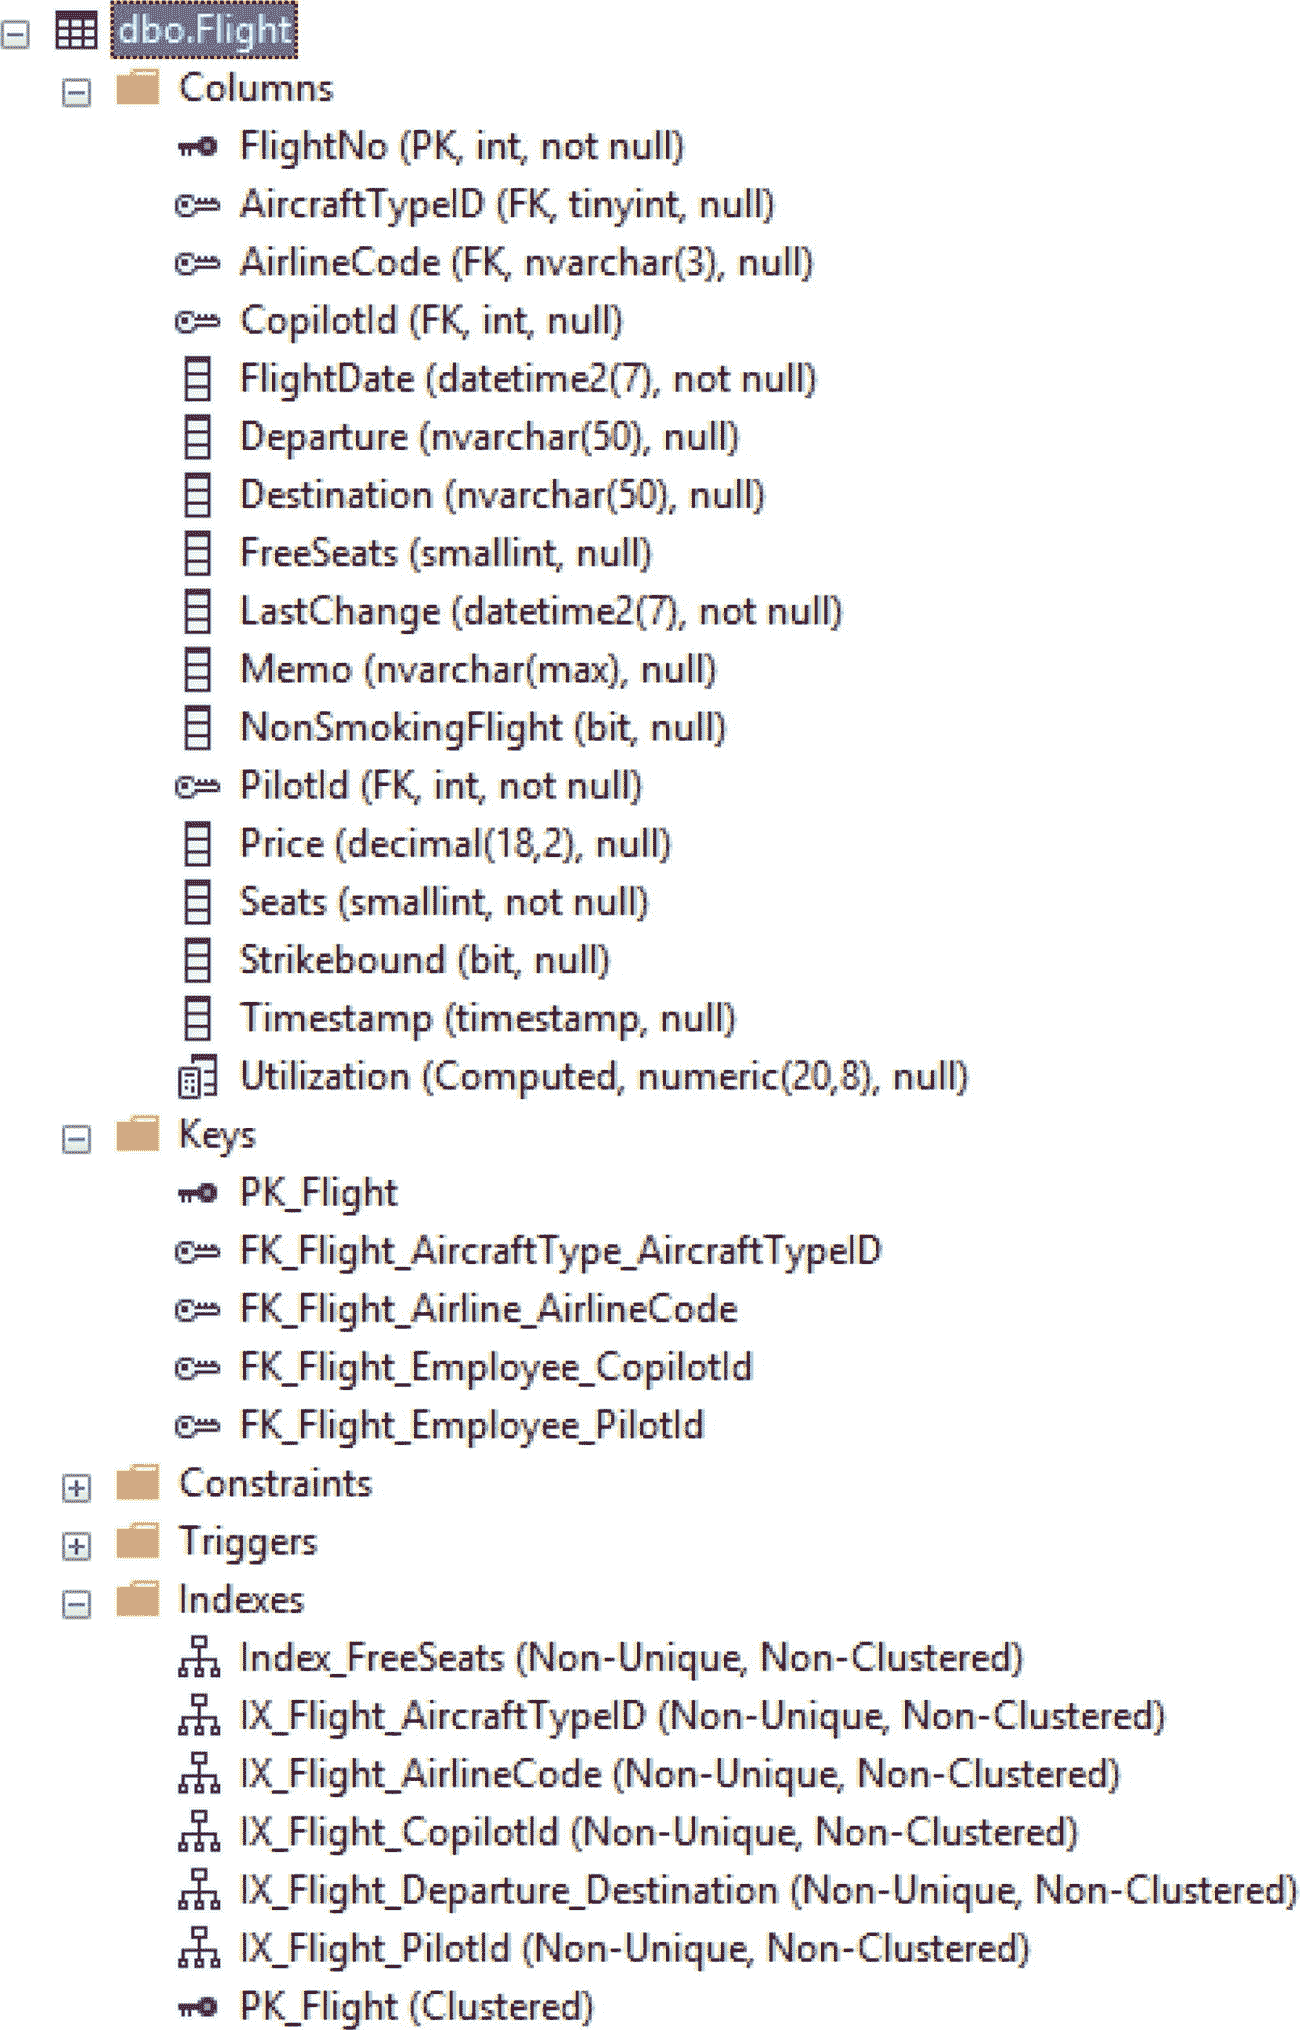 dbo.Flight
Columns
FlightNo (PK, int, not null)
AircraftTypeID (FK, tinyint, null)
AirlineCode (FK, nvarchar(3), null)
CopilotId (FK, int, null)
FlightDate (datetime2(7), not null)
Departure (nvarchar(50), null)
Destination (nvarchar(50), null)
FreeSeats (smallint, null)
LastChange (datetime2(7), not null)
Memo (nvarchar(max), null)
NonSmokingFlight (bit, null)
PilotId (FK, int, not null)
Price (decimal(18,2), null)
Seats (smallint, not null)
Strikebound (bit, null)
Timestamp (timestamp, null)
Utilization (Computed, numeric(20,8), null)
Keys
PK_Flight
FK_Flight_AircraftType_AircraftTypeID
FK_Flight_Airline_AirlineCode
FK_Flight_Employee_CopilotId
FK_Flight_Employee_PilotId
Constraints
Triggers
Indexes
Index_FreeSeats (Non-Unique, Non-Clustered)
IX_Flight_AircraftTypeID (Non-Unique, Non-Clustered)
IX_Flight_AirlineCode (Non-Unique, Non-Clustered)
IX_Flight_CopilotId (Non-Unique, Non-Clustered)
IX_Flight_Departure_Destination (Non-Unique, Non-Clustered)
IX_Flight_PilotId (Non-Unique, Non-Clustered)
PK_Flight (Clustered)